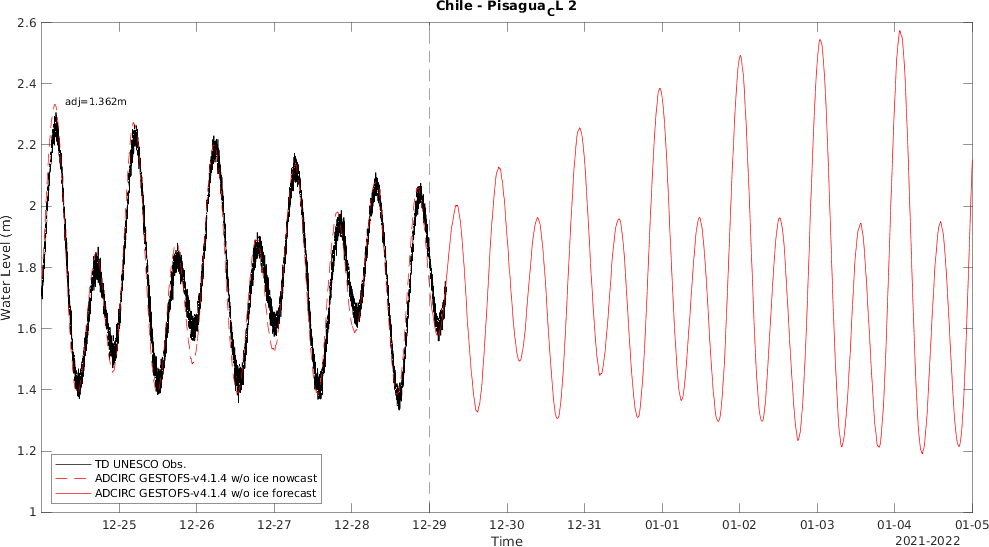 Chile - Pisagua_CL 2
2.6
2.4
2.2
2
1.8
1.6
1.4
1.2
1
Water Level (m)
adj=1.362m
TD UNESCO Obs.
ADCIRC GESTOFS-v4.1.4 w/o ice nowcast
ADCIRC GESTOFS-v4.1.4 w/o ice forecast
12-25 12-26 12-27 12-28 12-29 12-30 12-31 01-01 01-02 01-03 01-04 01-05
Time
2021-2022